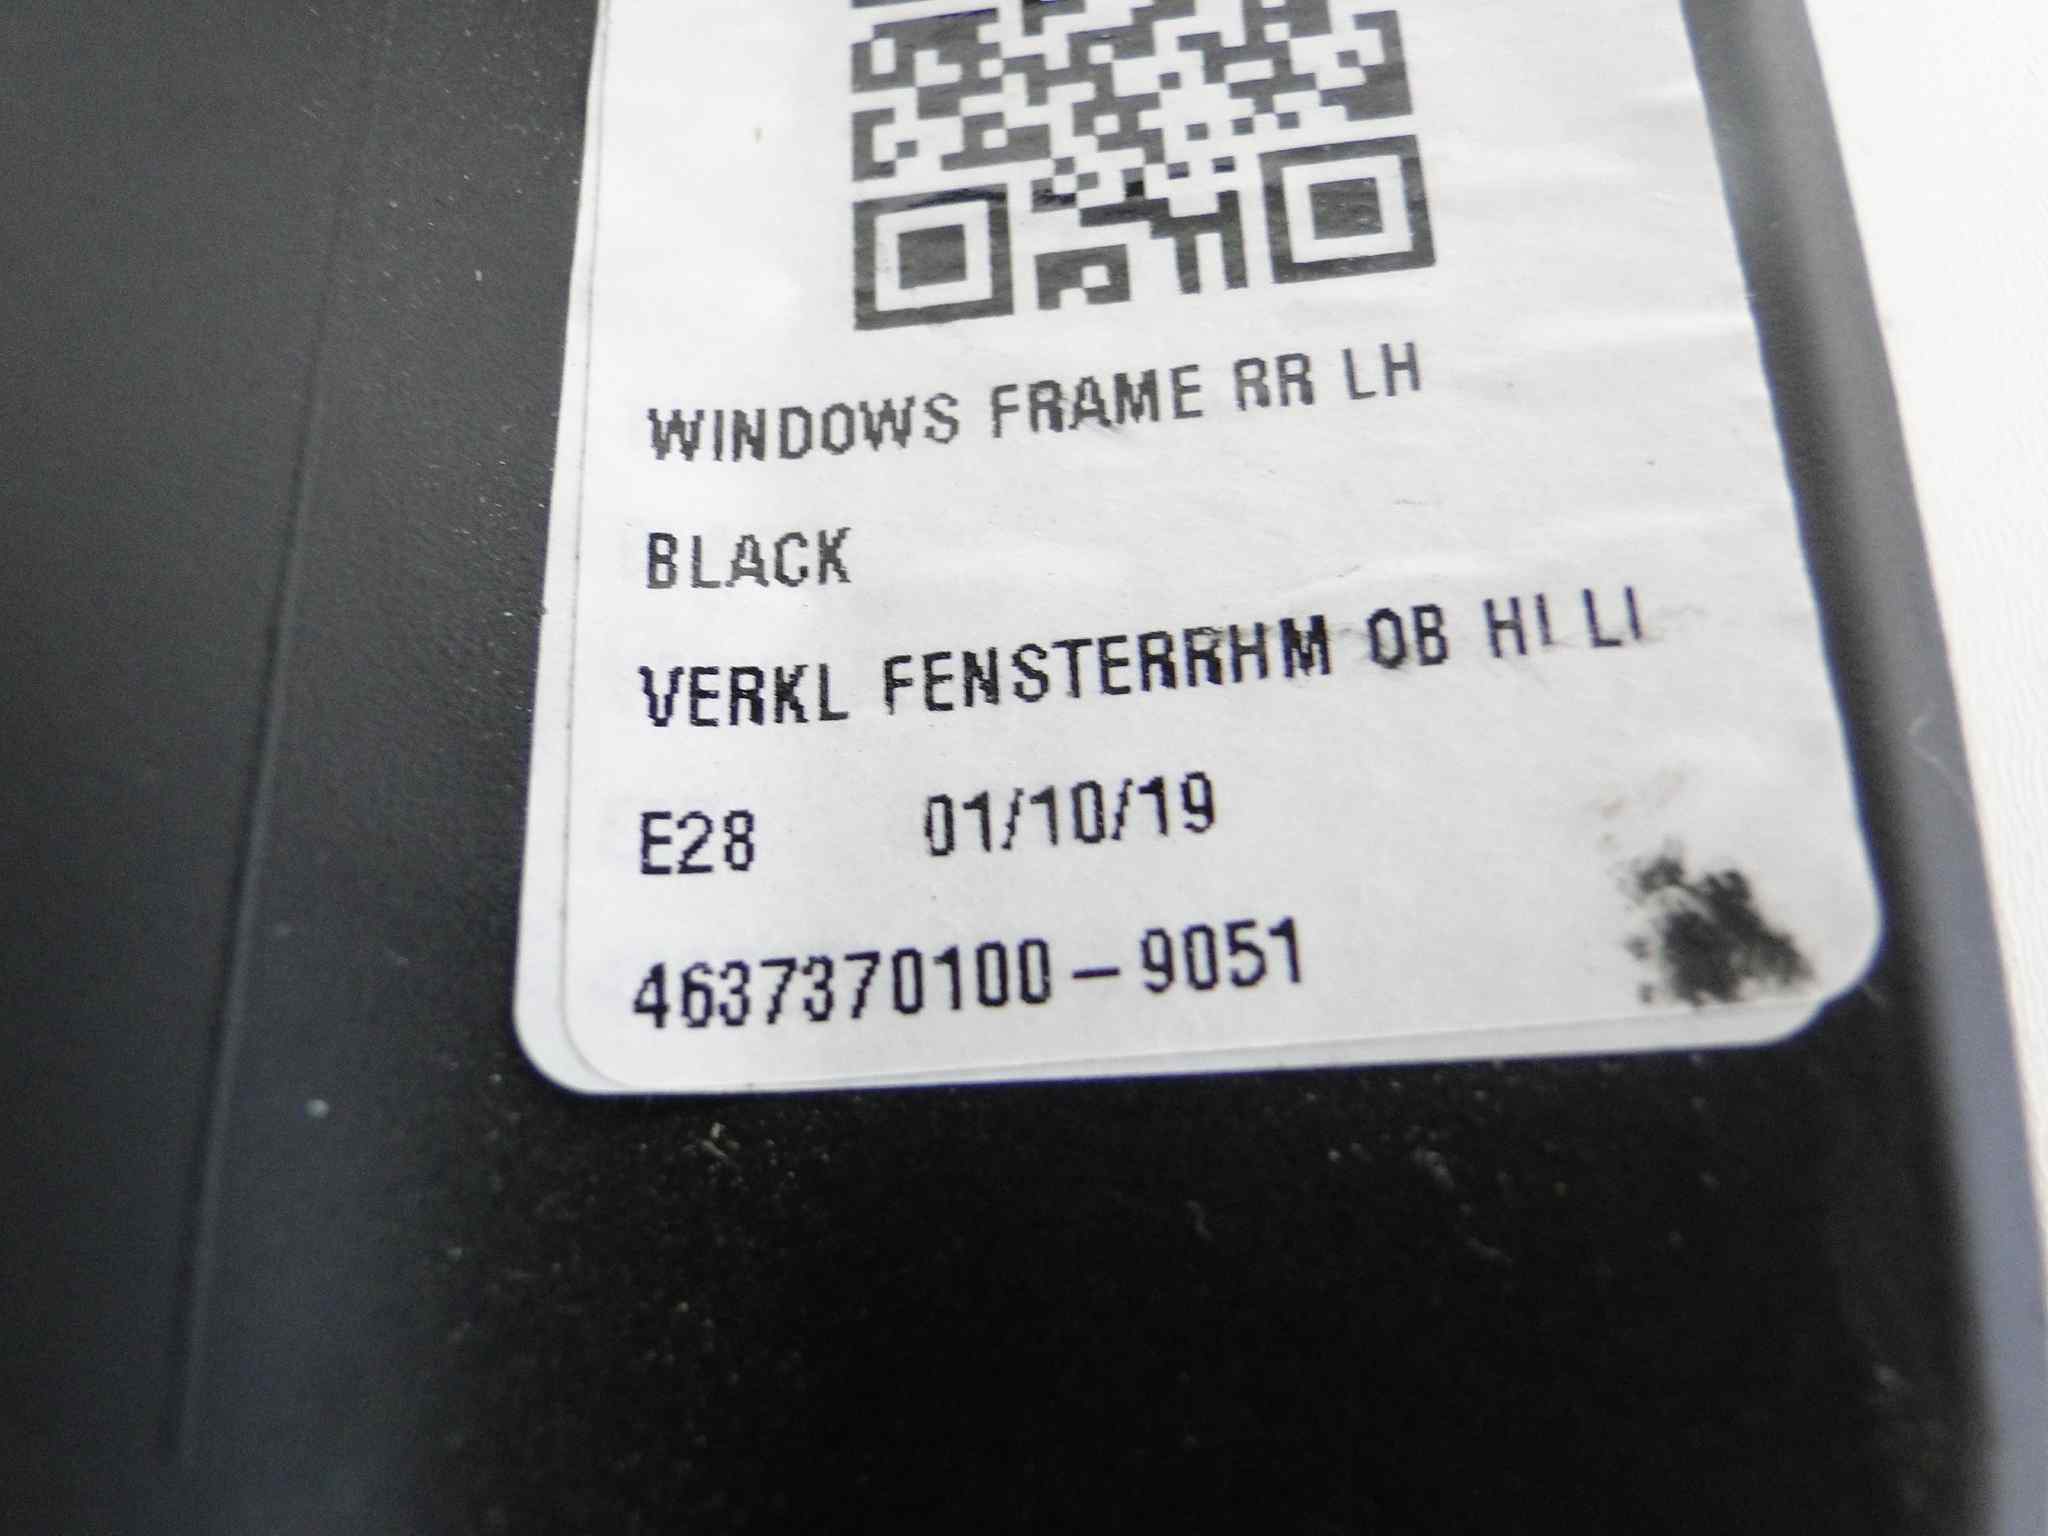 WINDOWS FRAME RR LH
BLACK
VERKL FENSTERRHM OB HI LI
E28 01/10/19
4637370100-9051